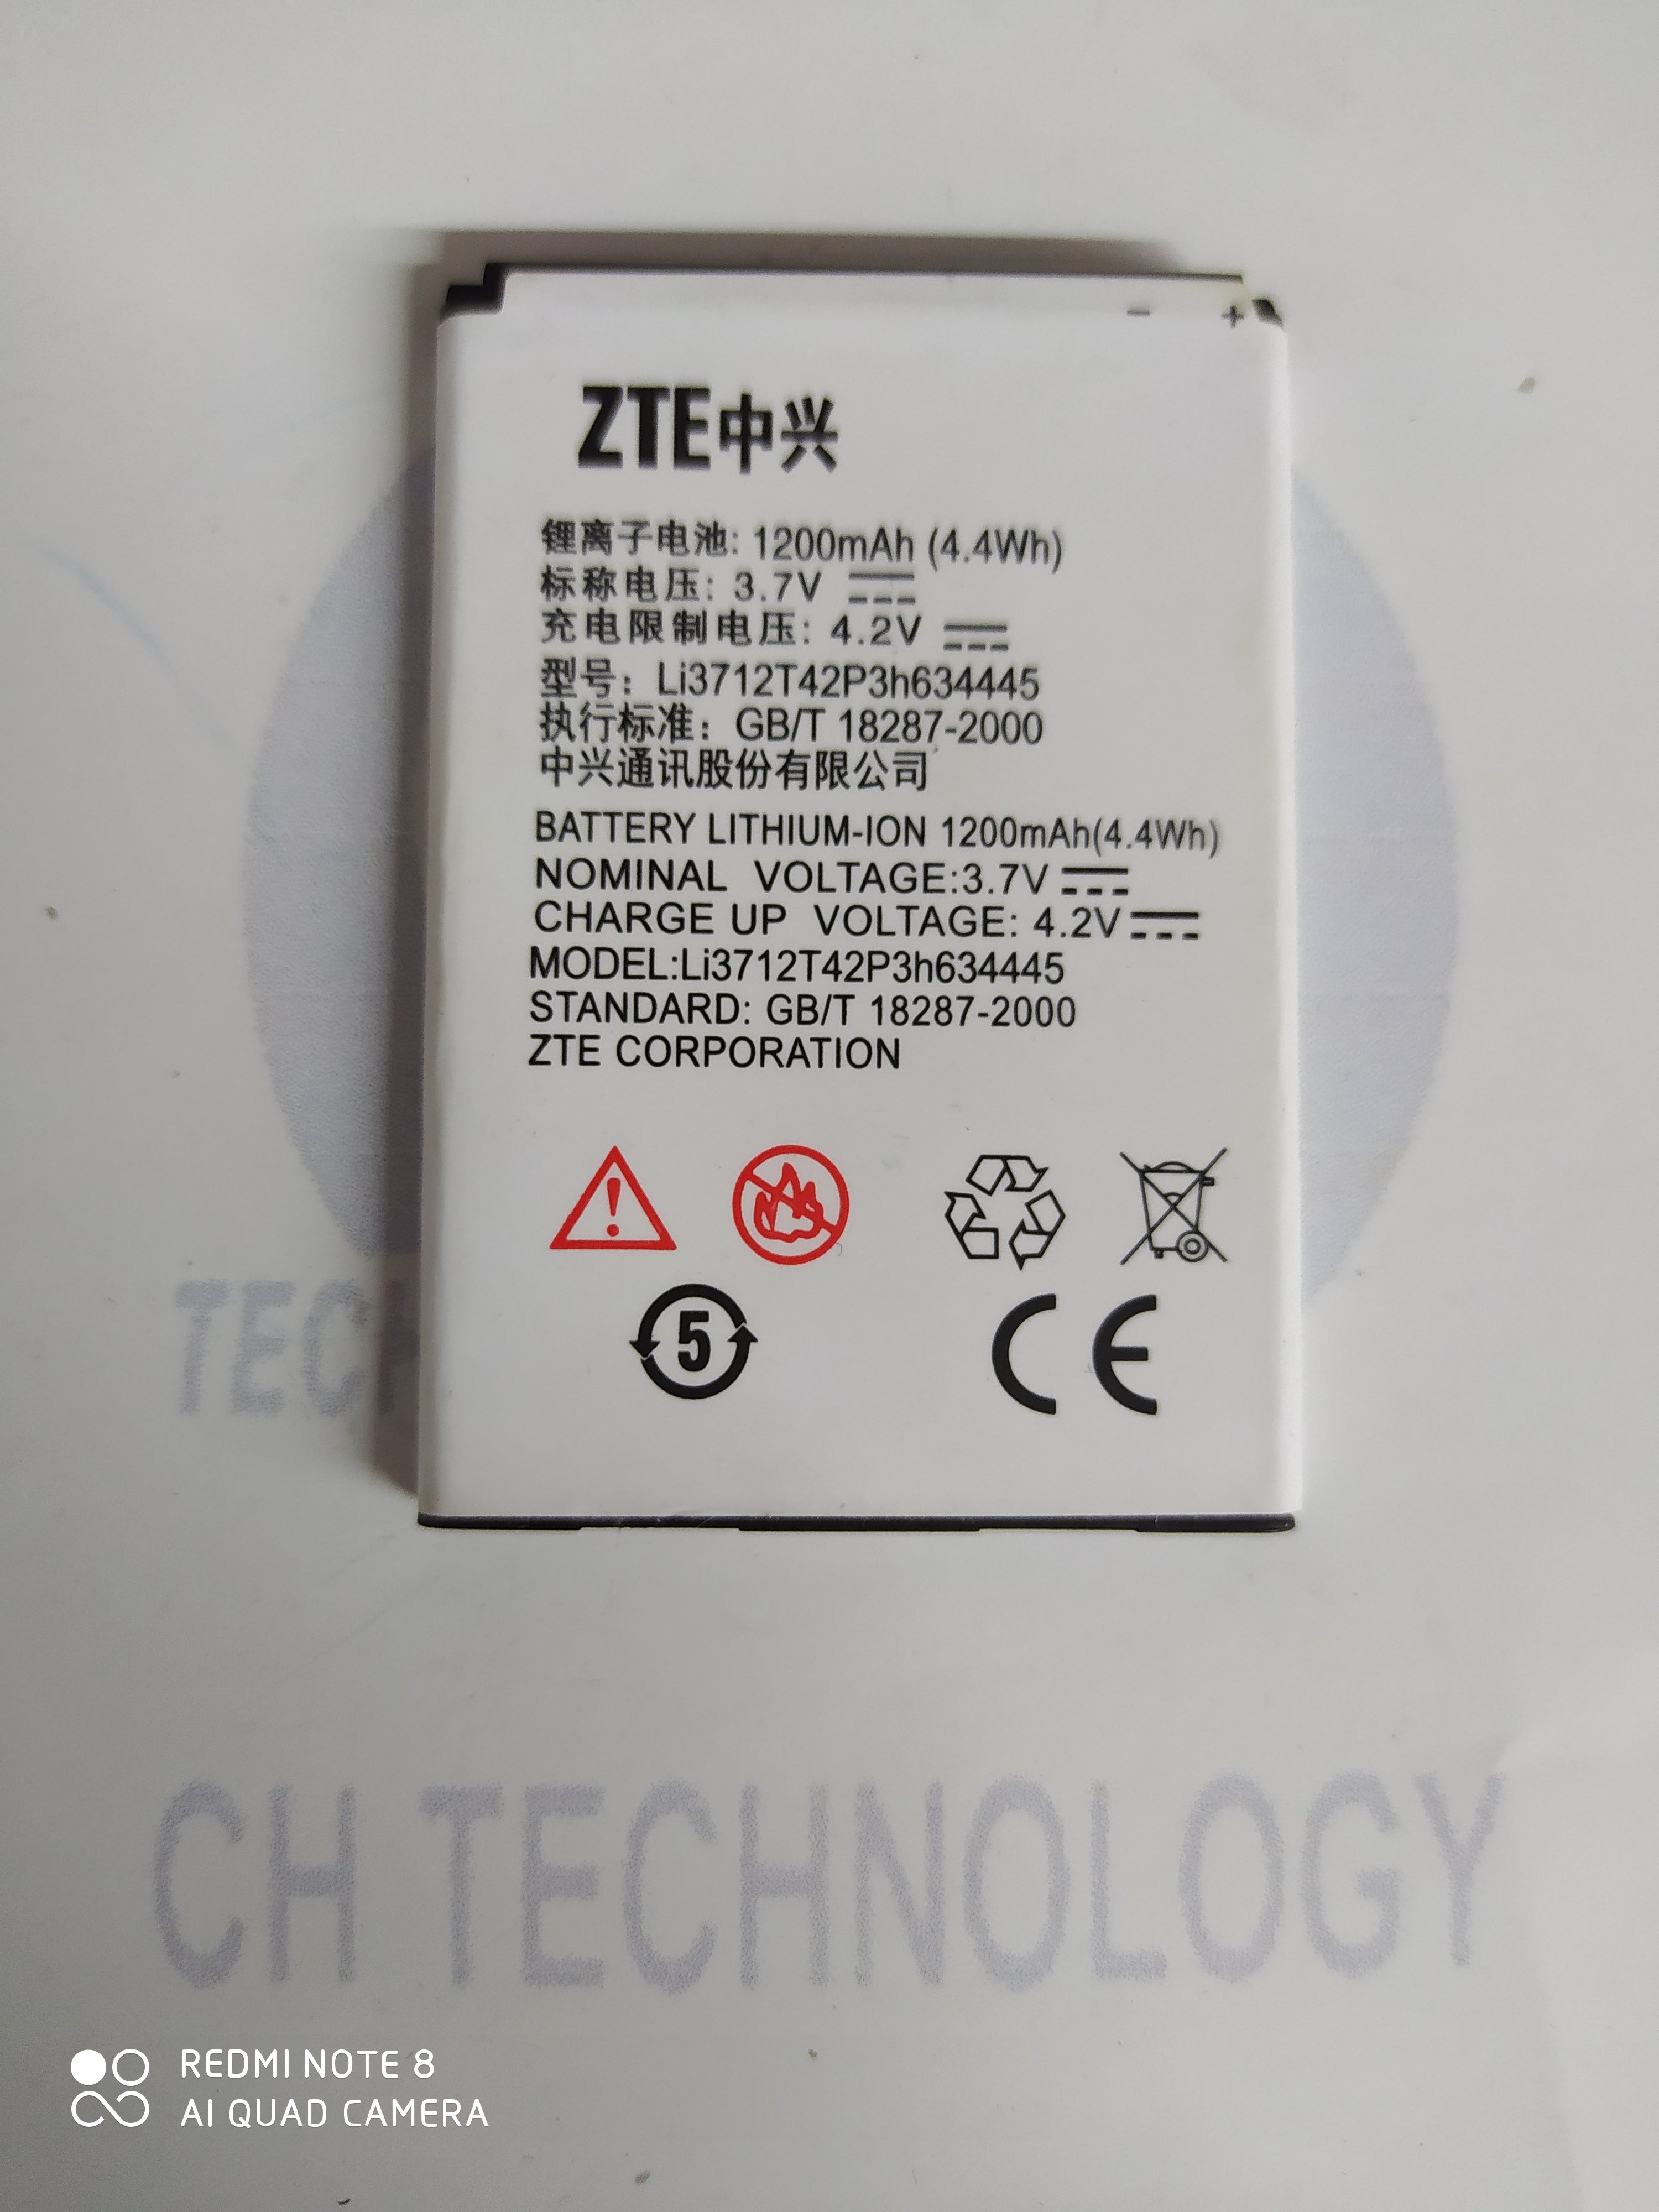 - +
ZTE中兴
锂离子电池: 1200mAh (4.4Wh)
标称电压: 3.7V
充电限制电压: 4.2V
型号: Li3712T42P3h634445
执行标准: GB/T 18287-2000
中兴通讯股份有限公司
BATTERY LITHIUM-ION 1200mAh(4.4Wh)
NOMINAL VOLTAGE:3.7V
CHARGE UP VOLTAGE: 4.2V
MODEL:Li3712T42P3h634445
STANDARD: GB/T 18287-2000
ZTE CORPORATION
5
CE
CH TECHNOLOGY
REDMI NOTE 8
AI QUAD CAMERA